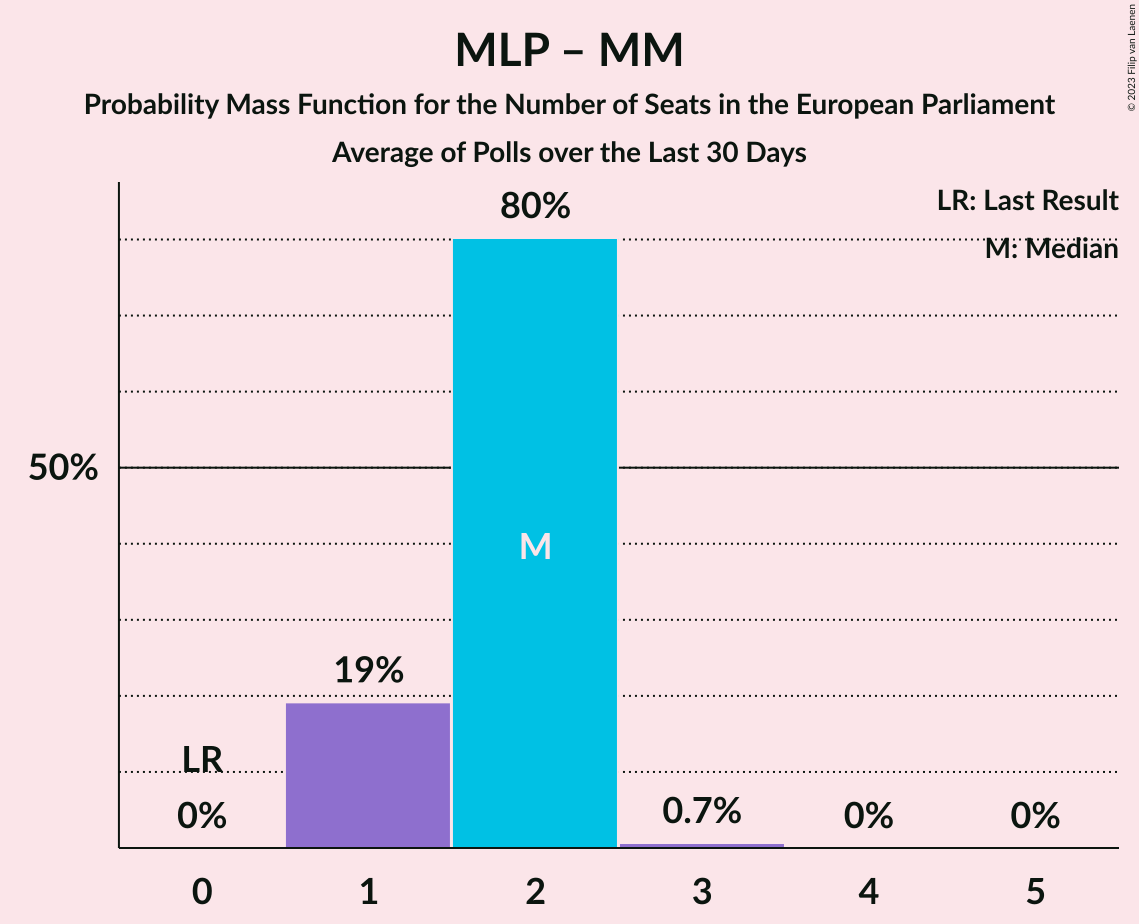 MLP – MM
Probability Mass Function for the Number of Seats in the European Parliament
Average of Polls over the Last 30 Days
© 2023 Filip van Laenen
LR: Last Result
M: Median
80%
50%
M
19%
LR
0%
0.7%
0%
0%
0 1 2 3 4 5